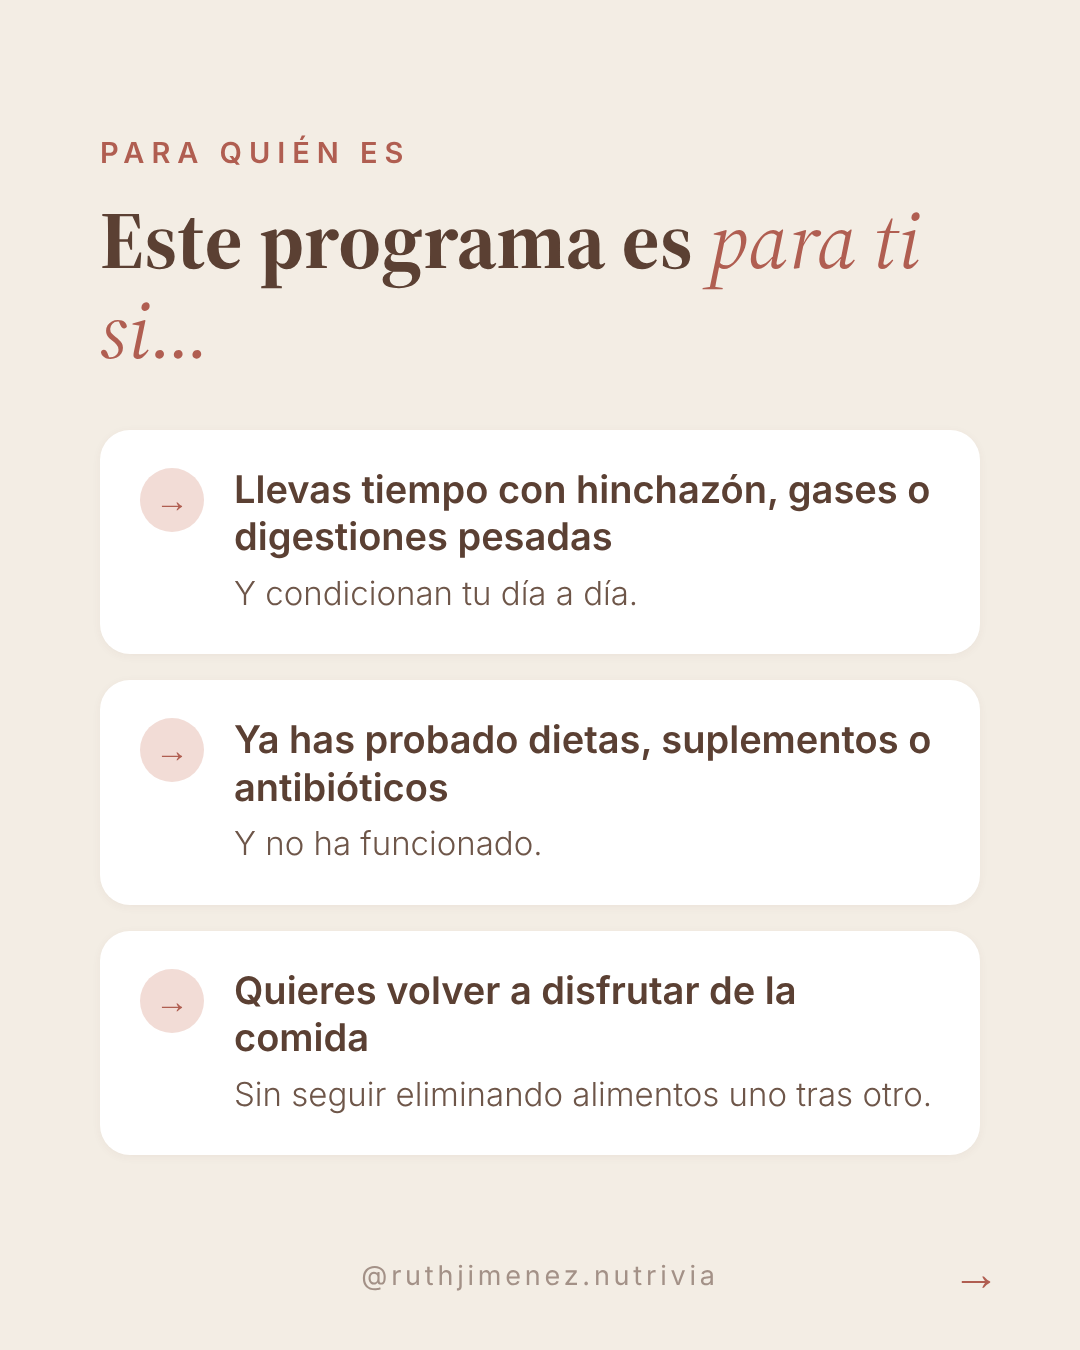 PARA QUIÉN ES
Este programa es para ti
si...
→ Llevas tiempo con hinchazón, gases o
digestiones pesadas
Y condicionan tu día a día.
→ Ya has probado dietas, suplementos o
antibióticos
Y no ha funcionado.
→ Quieres volver a disfrutar de la
comida
Sin seguir eliminando alimentos uno tras otro.
@ruthjimenez.nutrivia →